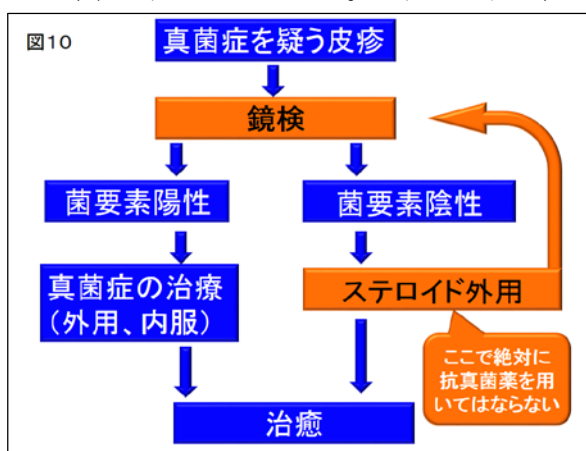 図10
真菌症を疑う皮疹
鏡検
菌要素陽性
菌要素陰性
真菌症の治療
（外用、内服）
ステロイド外用
ここで絶対に
抗真菌薬を用
いてはならない
治癒